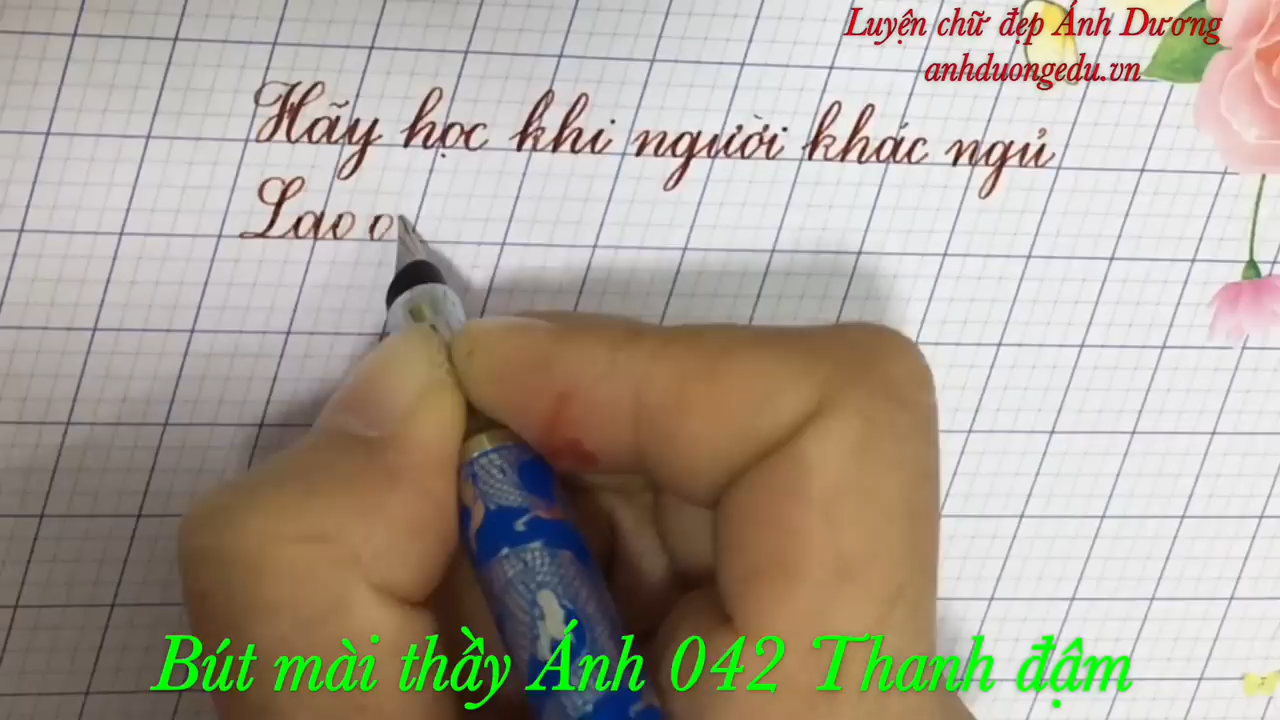 Luyện chữ đẹp Ánh Dương
anhduongedu.vn
Hãy học khi người khác ngủ
Lao
Bút mài thầy Ánh 042 Thanh đậm